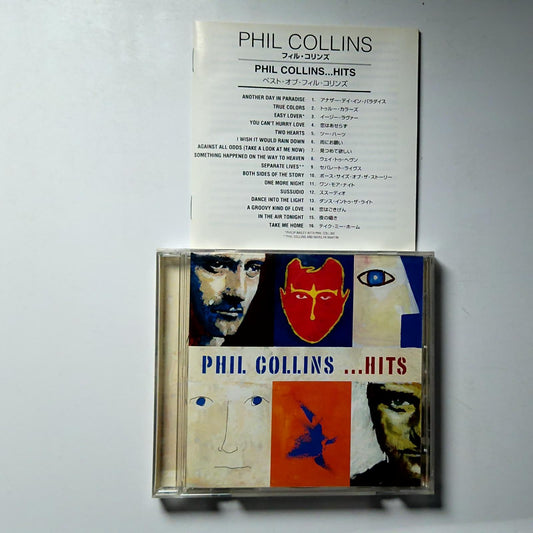 PHIL COLLINS
フィル・コリンズ
PHIL COLLINS...HITS
ベスト・オブ・フィル・コリンズ
ANOTHER DAY IN PARADISE 1. アナザー・デイ・イン・パラダイス
TRUE COLORS 2. トゥルー・カラーズ
EASY LOVER* 3. イージー・ラヴァー
YOU CAN'T HURRY LOVE 4. 恋はあせらず
TWO HEARTS 5. ツー・ハーツ
I WISH IT WOULD RAIN DOWN 6. 雨にお願い
AGAINST ALL ODDS (TAKE A LOOK AT ME NOW) 7. 見つめて欲しい
SOMETHING HAPPENED ON THE WAY TO HEAVEN 8. ウェイ・トゥ・ヘヴン
SEPARATE LIVES** 9. セパレート・ライヴス
BOTH SIDES OF THE STORY 10. ボース・サイズ・オブ・ザ・ストーリー
ONE MORE NIGHT 11. ワン・モア・ナイト
SUSSUDIO 12. ススーディオ
DANCE INTO THE LIGHT 13. ダンス・イントゥ・ザ・ライト
A GROOVY KIND OF LOVE 14. 恋はごきげん
IN THE AIR TONIGHT 15. 夜の囁き
TAKE ME HOME 16. テイク・ミー・ホーム
*PHILIP BAILEY WITH PHIL COLLINS
**PHIL COLLINS AND MARILYN MARTIN
PHIL COLLINS ...HITS